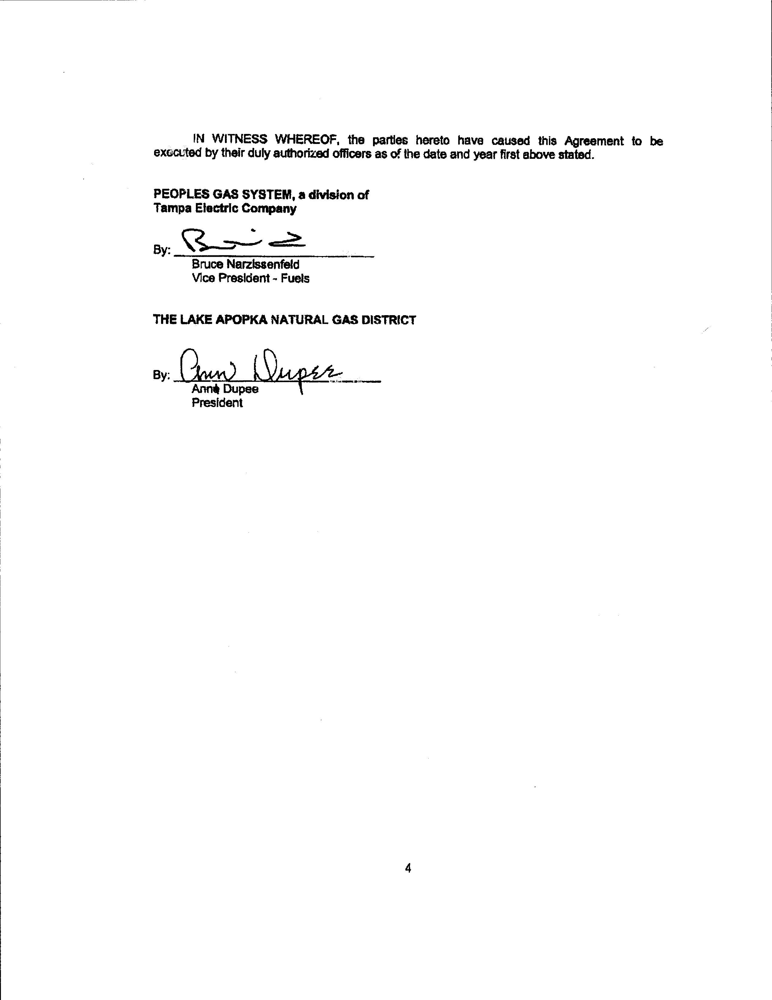 IN WITNESS WHEREOF, the parties hereto have caused this Agreement to be
executed by their duly authorized officers as of the date and year first above stated.
PEOPLES GAS SYSTEM, a division of
Tampa Electric Company
By:
Bruce Narzissenfeld
Vice President - Fuels
THE LAKE APOPKA NATURAL GAS DISTRICT
By: Ann Dupee
Anne Dupee
President
4